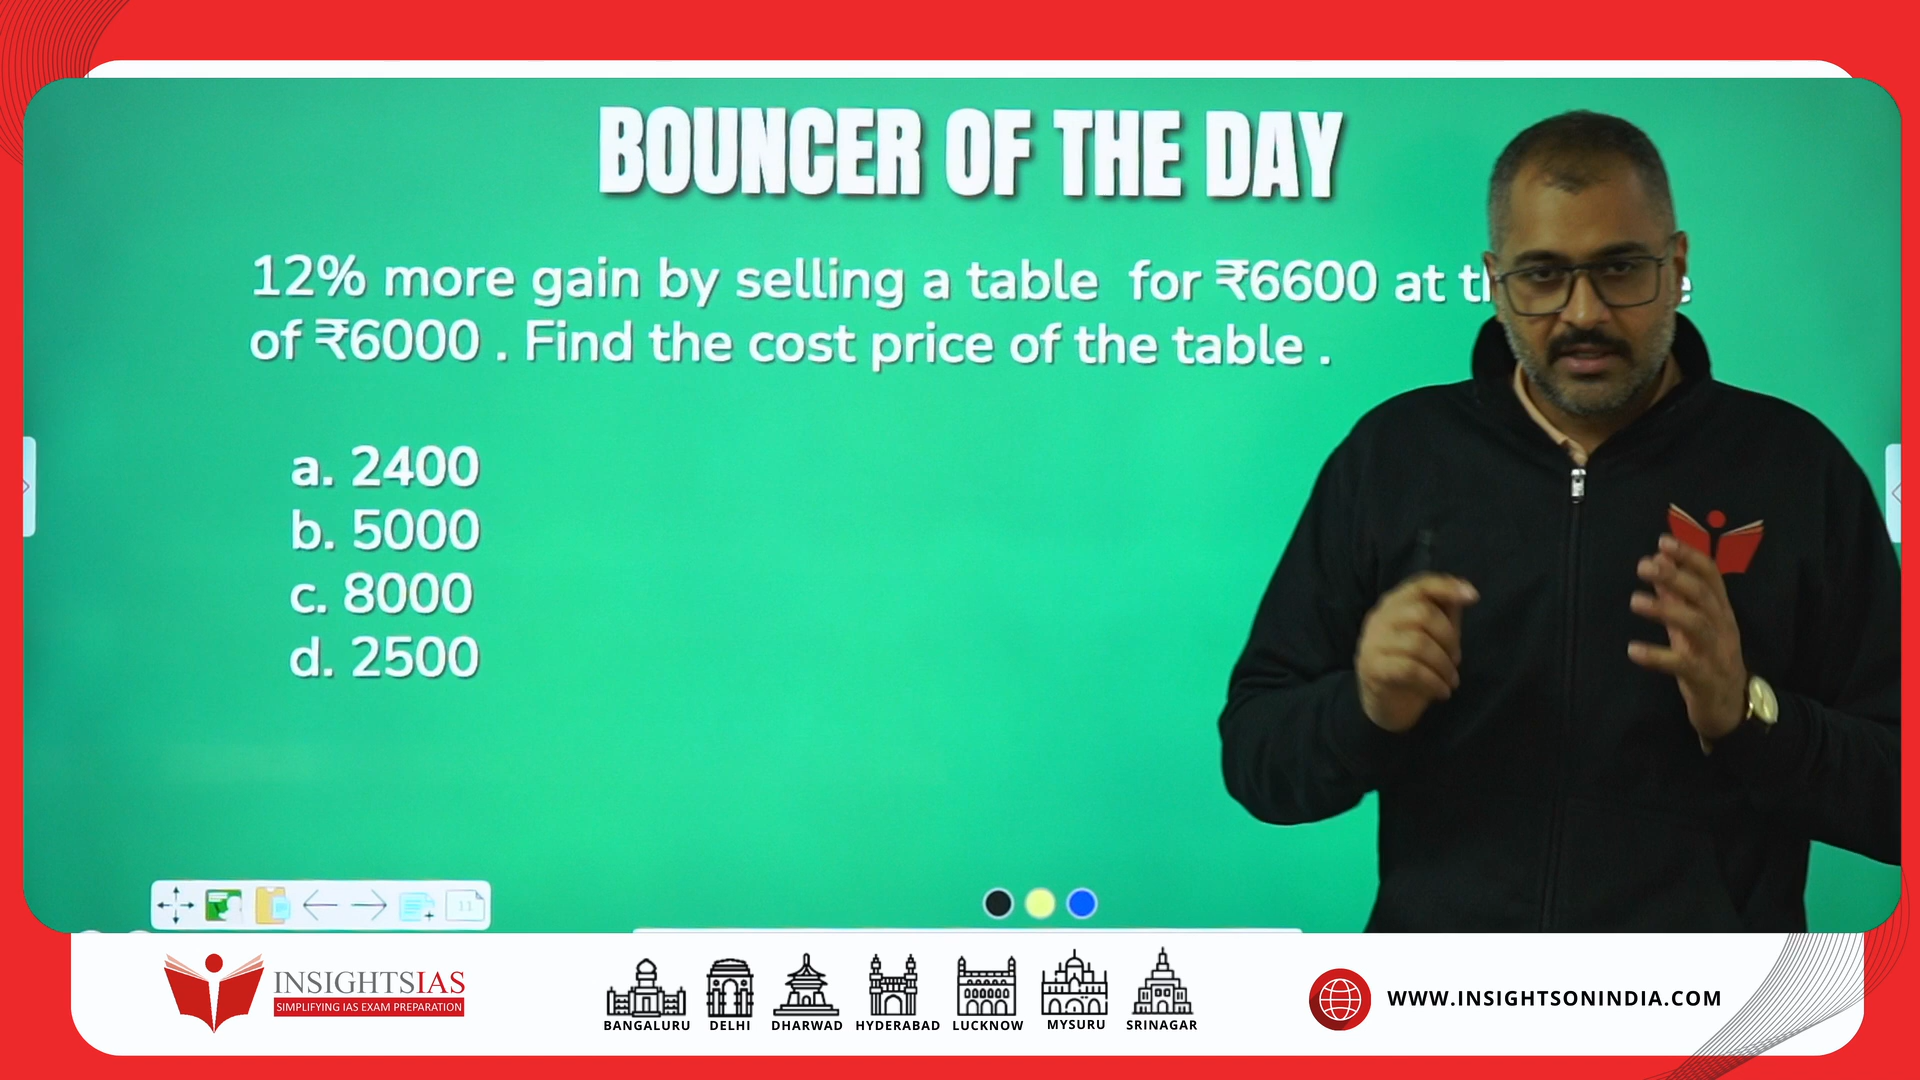 BOUNCER OF THE DAY
12% more gain by selling a table for ₹6600 at
of ₹6000 . Find the cost price of the table .
a. 2400
b. 5000
c. 8000
d. 2500
11
INSIGHTSIAS
SIMPLIFYING IAS EXAM PREPARATION
BANGALURU DELHI DHARWAD HYDERABAD LUCKNOW MYSURU SRINAGAR
WWW.INSIGHTSONINDIA.COM